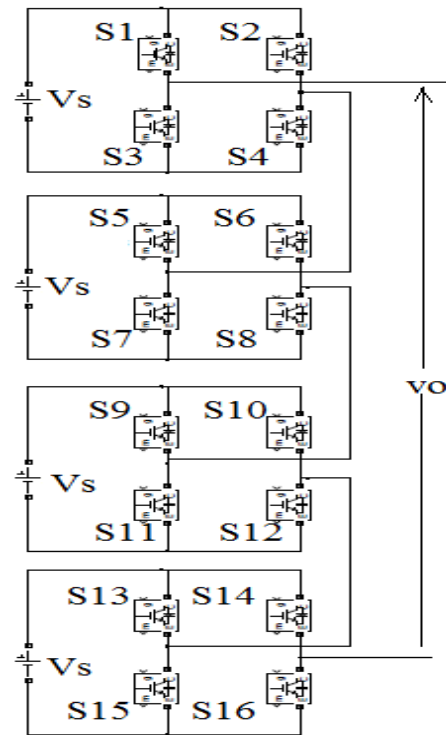 S1 S2
Vs
S3 S4
S5 S6
Vs
S7 S8
vo
S9 S10
Vs
S11 S12
S13 S14
Vs
S15 S16